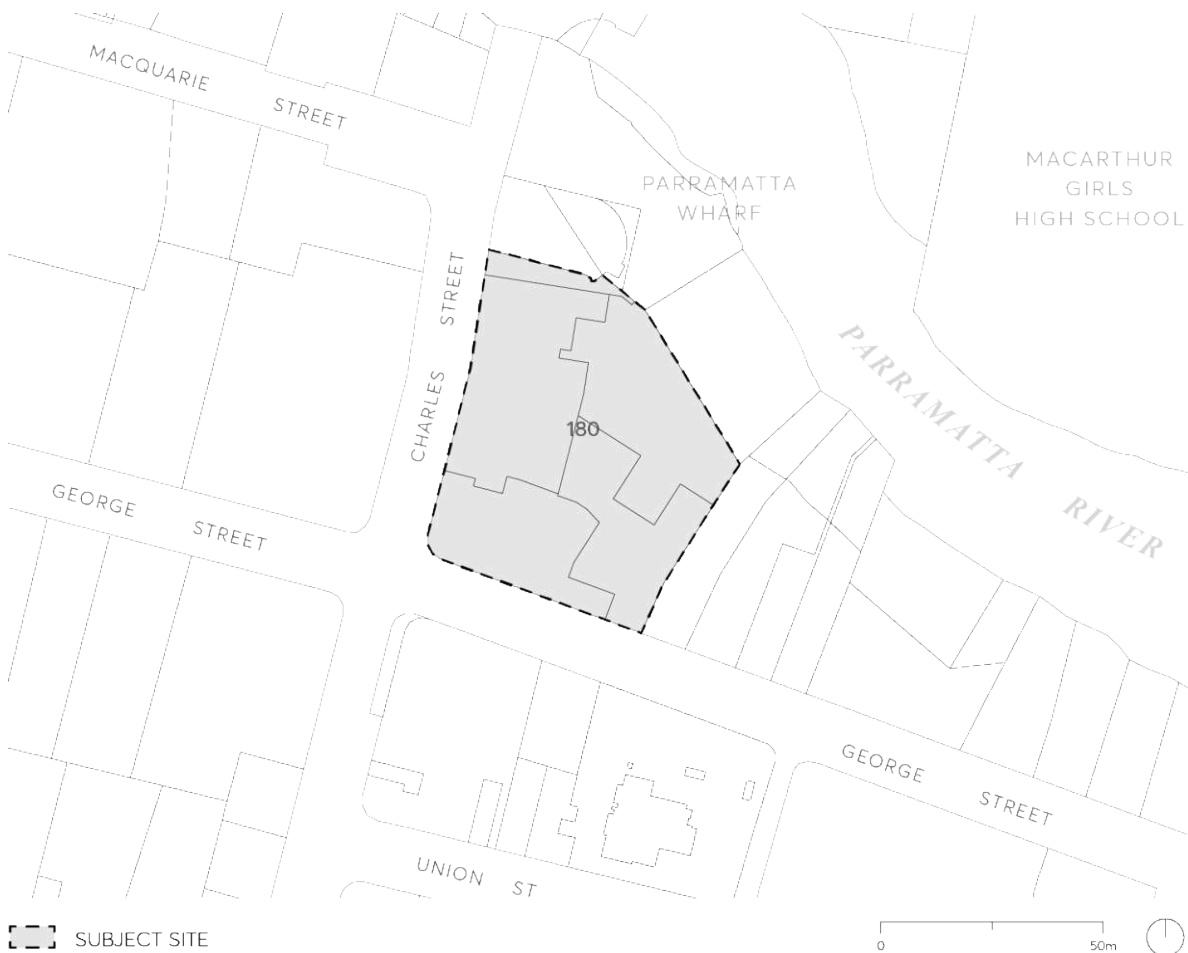 MACQUARIE STREET
MACARTHUR
GIRLS
HIGH SCHOOL
PARRAMATTA
WHARF
CHARLES STREET
PARRAMATTA RIVER
180
GEORGE STREET
GEORGE STREET
UNION ST
SUBJECT SITE
0 50m